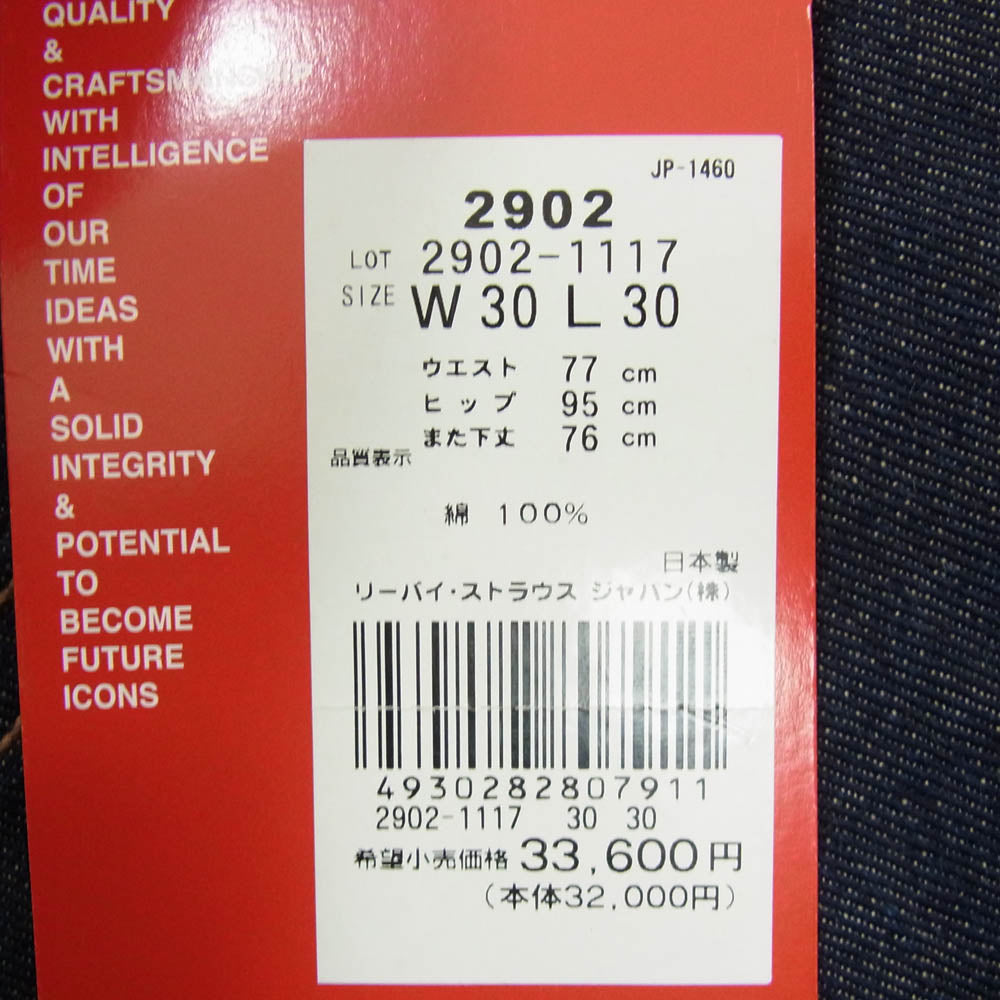 QUALITY
&
CRAFTSMANSHIP
WITH
INTELLIGENCE
OF
OUR
TIME
IDEAS
WITH
A
SOLID
INTEGRITY
&
POTENTIAL
TO
BECOME
FUTURE
ICONS
JP-1460
2902
LOT 2902-1117
SIZE W 30 L 30
ウエスト 77 cm
ヒップ 95 cm
また下丈 76 cm
品質表示
綿 100%
日本製
リーバイ・ストラウス ジャパン(株)
4930282807911
2902-1117 30 30
希望小売価格 33,600円
(本体32,000円)